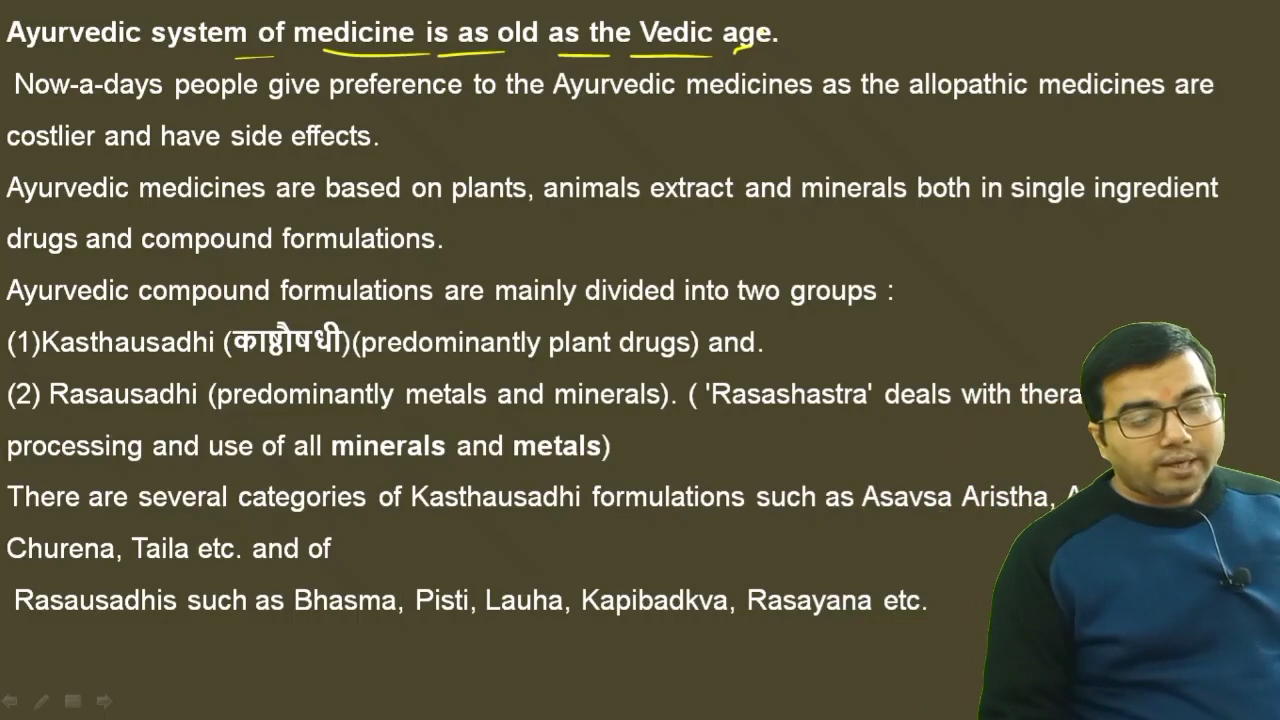 Ayurvedic system of medicine is as old as the Vedic age.
Now-a-days people give preference to the Ayurvedic medicines as the allopathic medicines are
costlier and have side effects.
Ayurvedic medicines are based on plants, animals extract and minerals both in single ingredient
drugs and compound formulations.
Ayurvedic compound formulations are mainly divided into two groups :
(1)Kasthausadhi (काष्ठौषधी)(predominantly plant drugs) and.
(2) Rasausadhi (predominantly metals and minerals). ( 'Rasashastra' deals with
processing and use of all minerals and metals)
There are several categories of Kasthausadhi formulations such as Asavsa Aristha,
Churena, Taila etc. and of
Rasausadhis such as Bhasma, Pisti, Lauha, Kapibadkva, Rasayana etc.